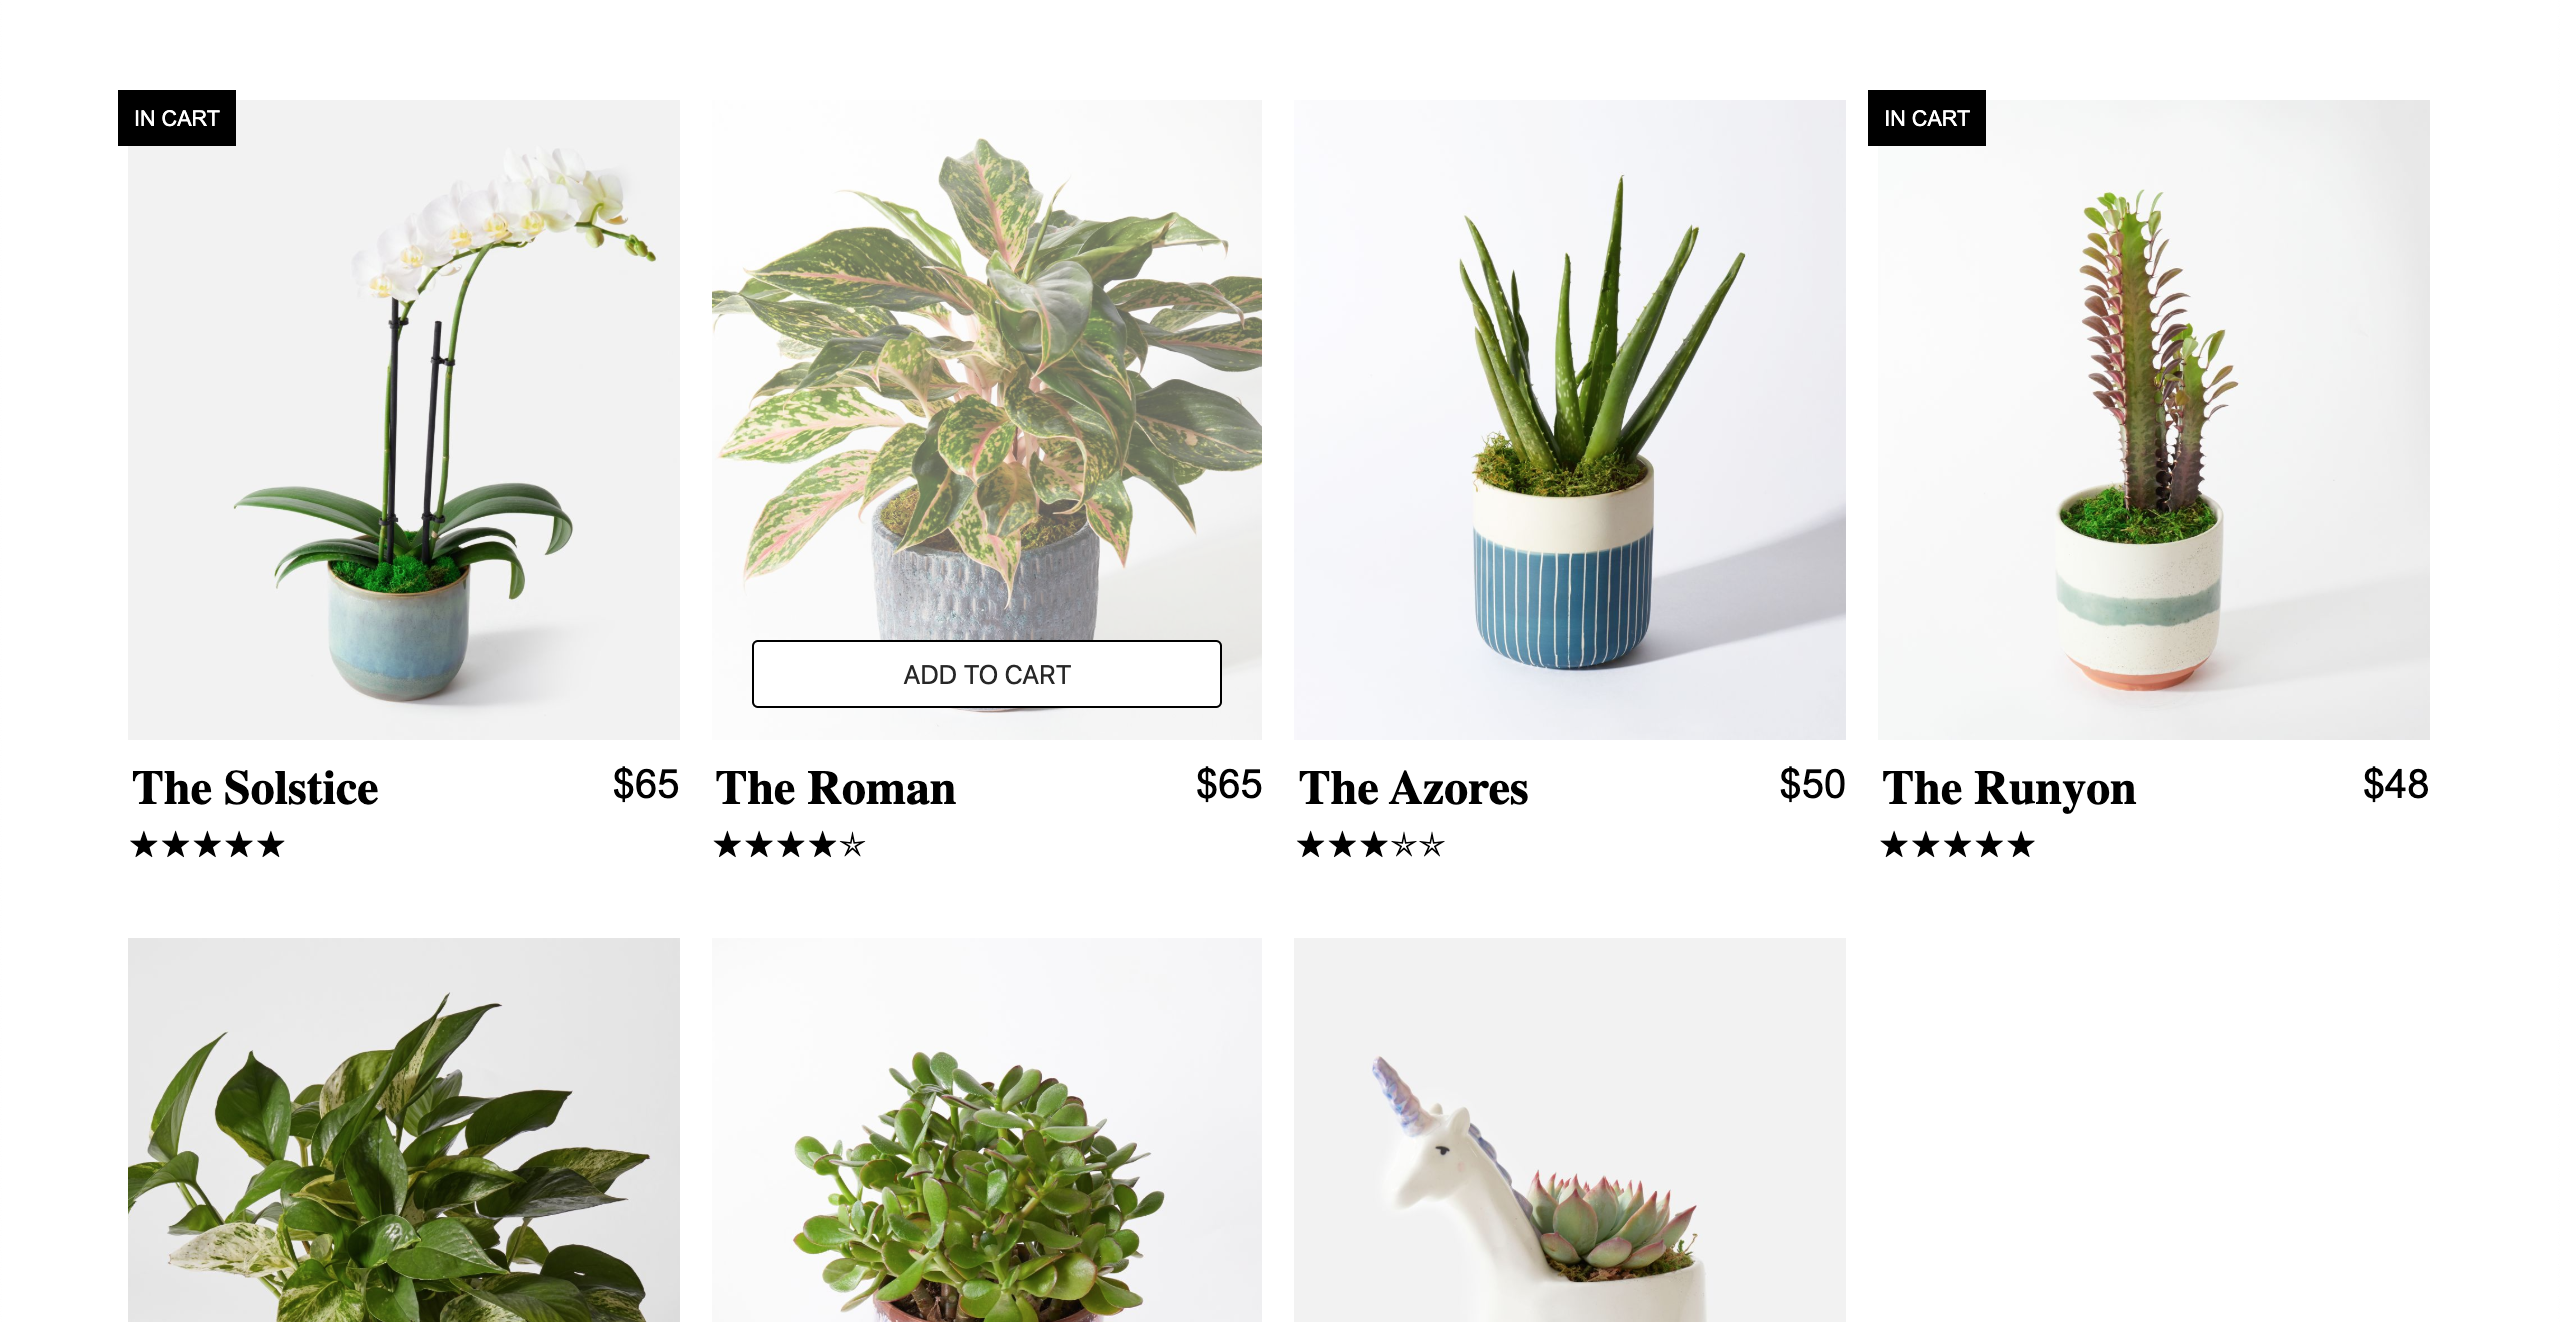 IN CART
IN CART
ADD TO CART
The Solstice $65
★★★★★
The Roman $65
★★★★☆
The Azores $50
★★★☆☆
The Runyon $48
★★★★★